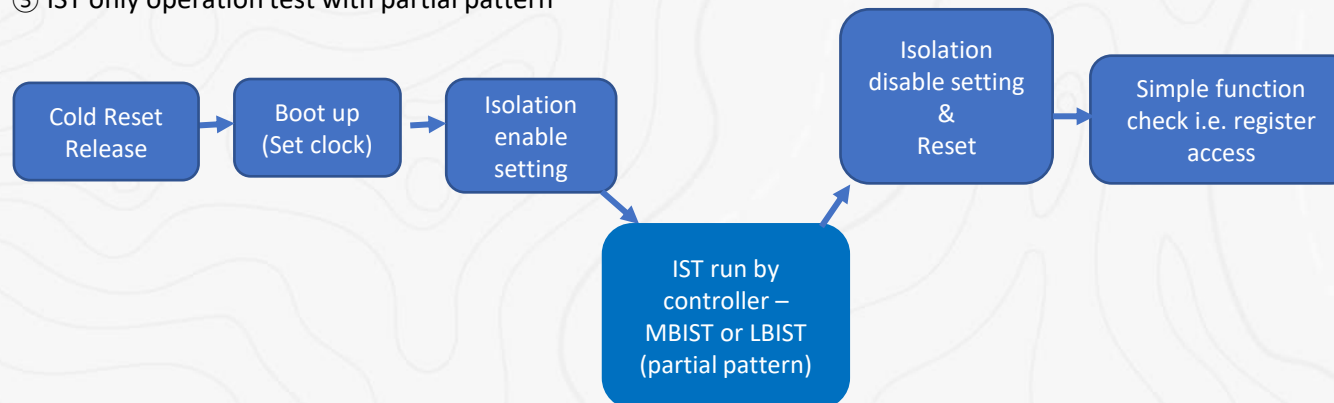 ③ IST only operation test with partial pattern
Cold Reset
Release
Boot up
(Set clock)
Isolation
enable
setting
IST run by
controller –
MBIST or LBIST
(partial pattern)
Isolation
disable setting
&
Reset
Simple function
check i.e. register
access